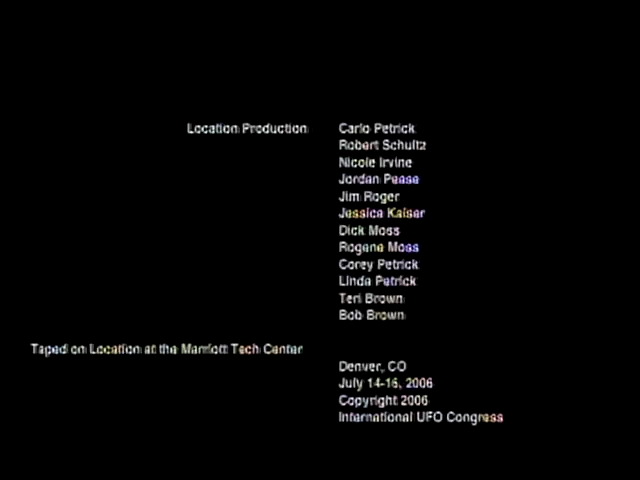 Location Production Carlo Petrick
Robert Schultz
Nicole Irvine
Jordan Pease
Jim Roger
Jessica Kaiser
Dick Moss
Rogene Moss
Corey Petrick
Linda Petrick
Teri Brown
Bob Brown
Taped on Location at the Marriott Tech Center
Denver, CO
July 14-16, 2006
Copyright 2006
International UFO Congress